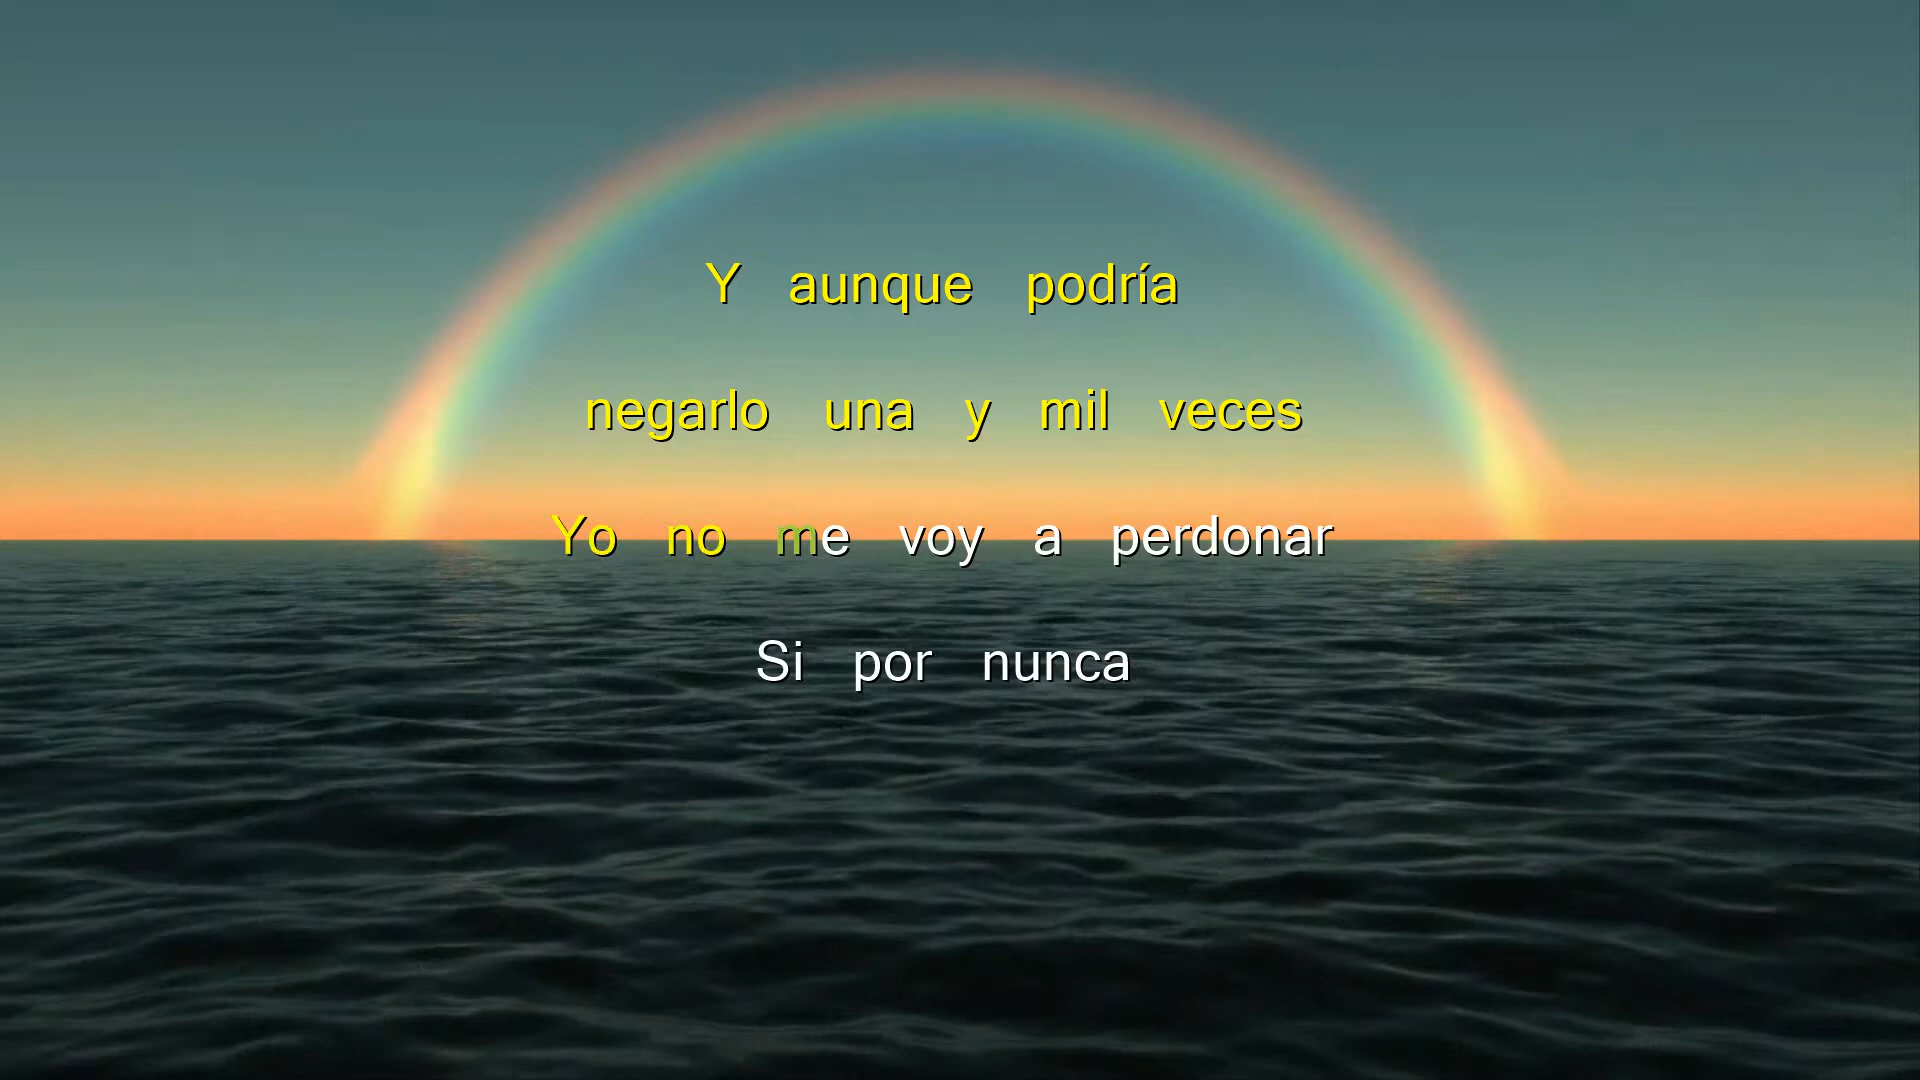 Y aunque podría
negarlo una y mil veces
Yo no me voy a perdonar
Si por nunca